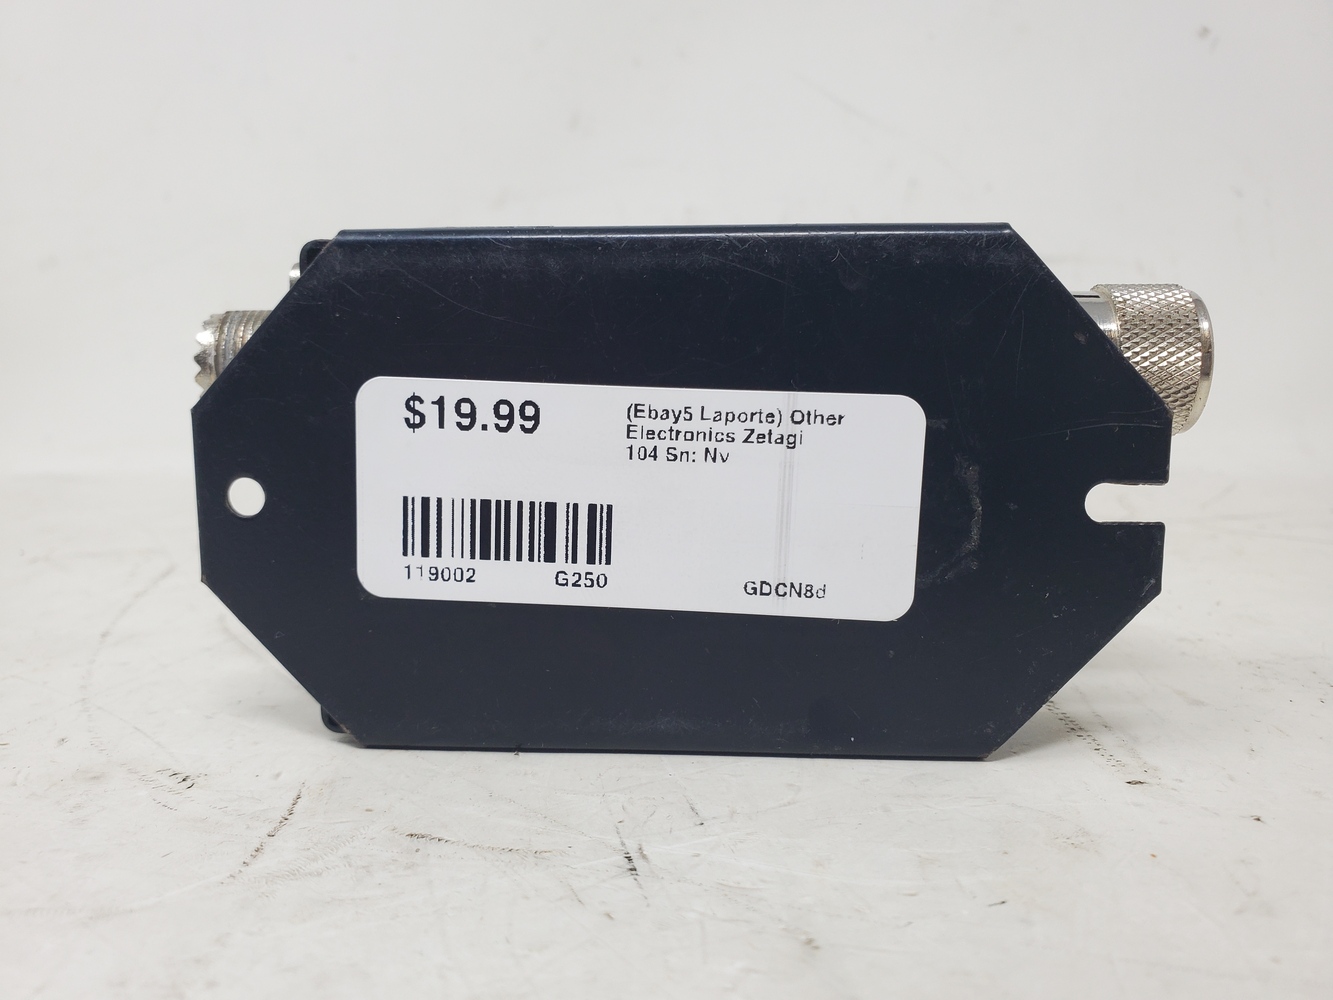 $19.99
(Ebay5 Laporte) Other
Electronics Zetagi
104 Sn: Nv
119002 G250
GDCN8d